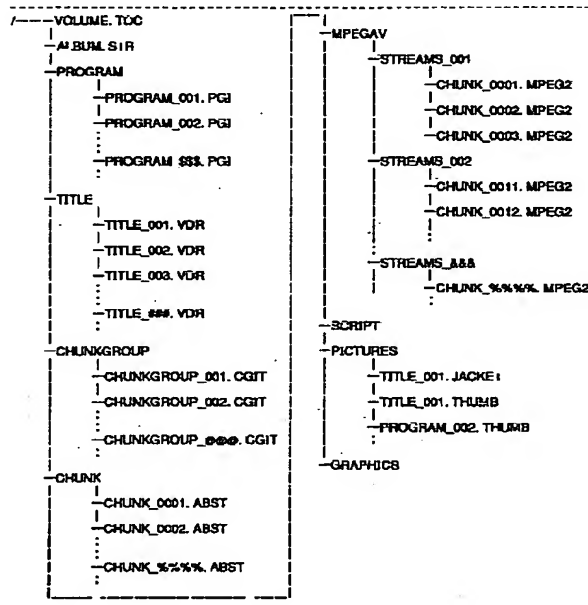 /----VOLUME.TOC
ALBUM.STR
PROGRAM
PROGRAM_001.PGI
PROGRAM_002.PGI
PROGRAM_$$$.PGI
TITLE
TITLE_001.VDR
TITLE_002.VDR
TITLE_003.VDR
TITLE_###.VDR
CHUNKGROUP
CHUNKGROUP_001.CGIT
CHUNKGROUP_002.CGIT
CHUNKGROUP_@@@.CGIT
CHUNK
CHUNK_0001.ABST
CHUNK_0002.ABST
CHUNK_%%%%.ABST
MPEGAV
STREAMS_001
CHUNK_0001.MPEG2
CHUNK_0002.MPEG2
CHUNK_0003.MPEG2
STREAMS_002
CHUNK_0011.MPEG2
CHUNK_0012.MPEG2
STREAMS_&&&
CHUNK_%%%%.MPEG2
SCRIPT
PICTURES
TITLE_001.JACKET
TITLE_001.THUMB
PROGRAM_002.THUMB
GRAPHICS